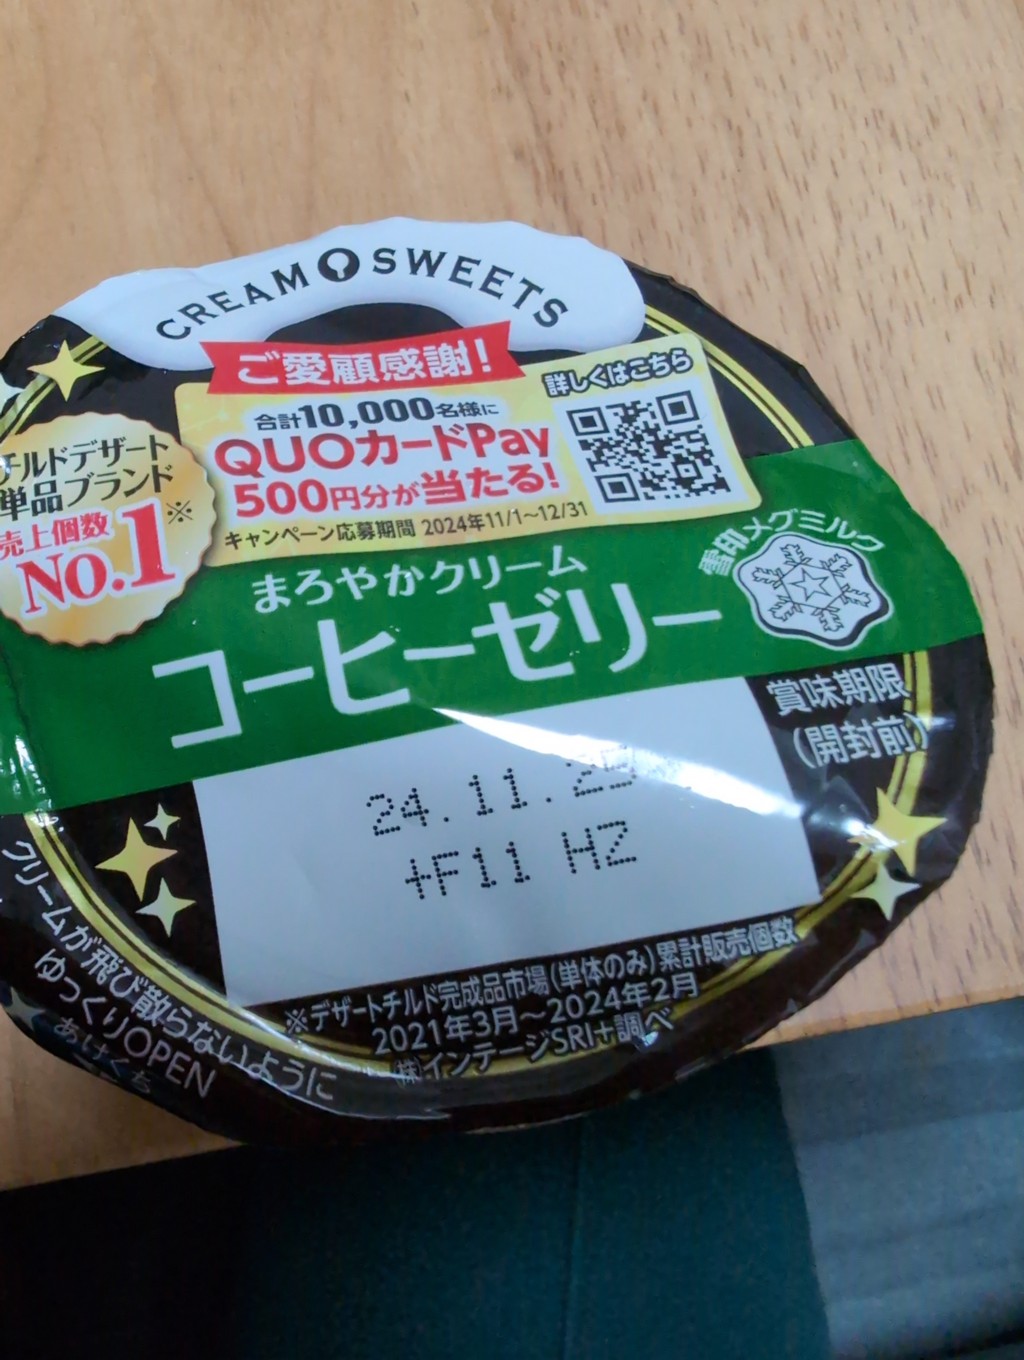 CREAM SWEETS
ご愛顧感謝!
詳しくはこちら
合計10,000名様に
QUOカードPay
500円分が当たる!
キャンペーン応募期間 2024年11/1〜12/31
チルドデザート
単品ブランド
売上個数
No.1※
まろやかクリーム
コーヒーゼリー
雪印メグミルク
賞味期限
(開封前)
24.11.
+F11 HZ
※デザートチルド完成品市場(単体のみ)累計販売個数
2021年3月〜2024年2月
㈱インテージSRI+調べ
クリームが飛び散らないように
ゆっくりOPEN
あけくち